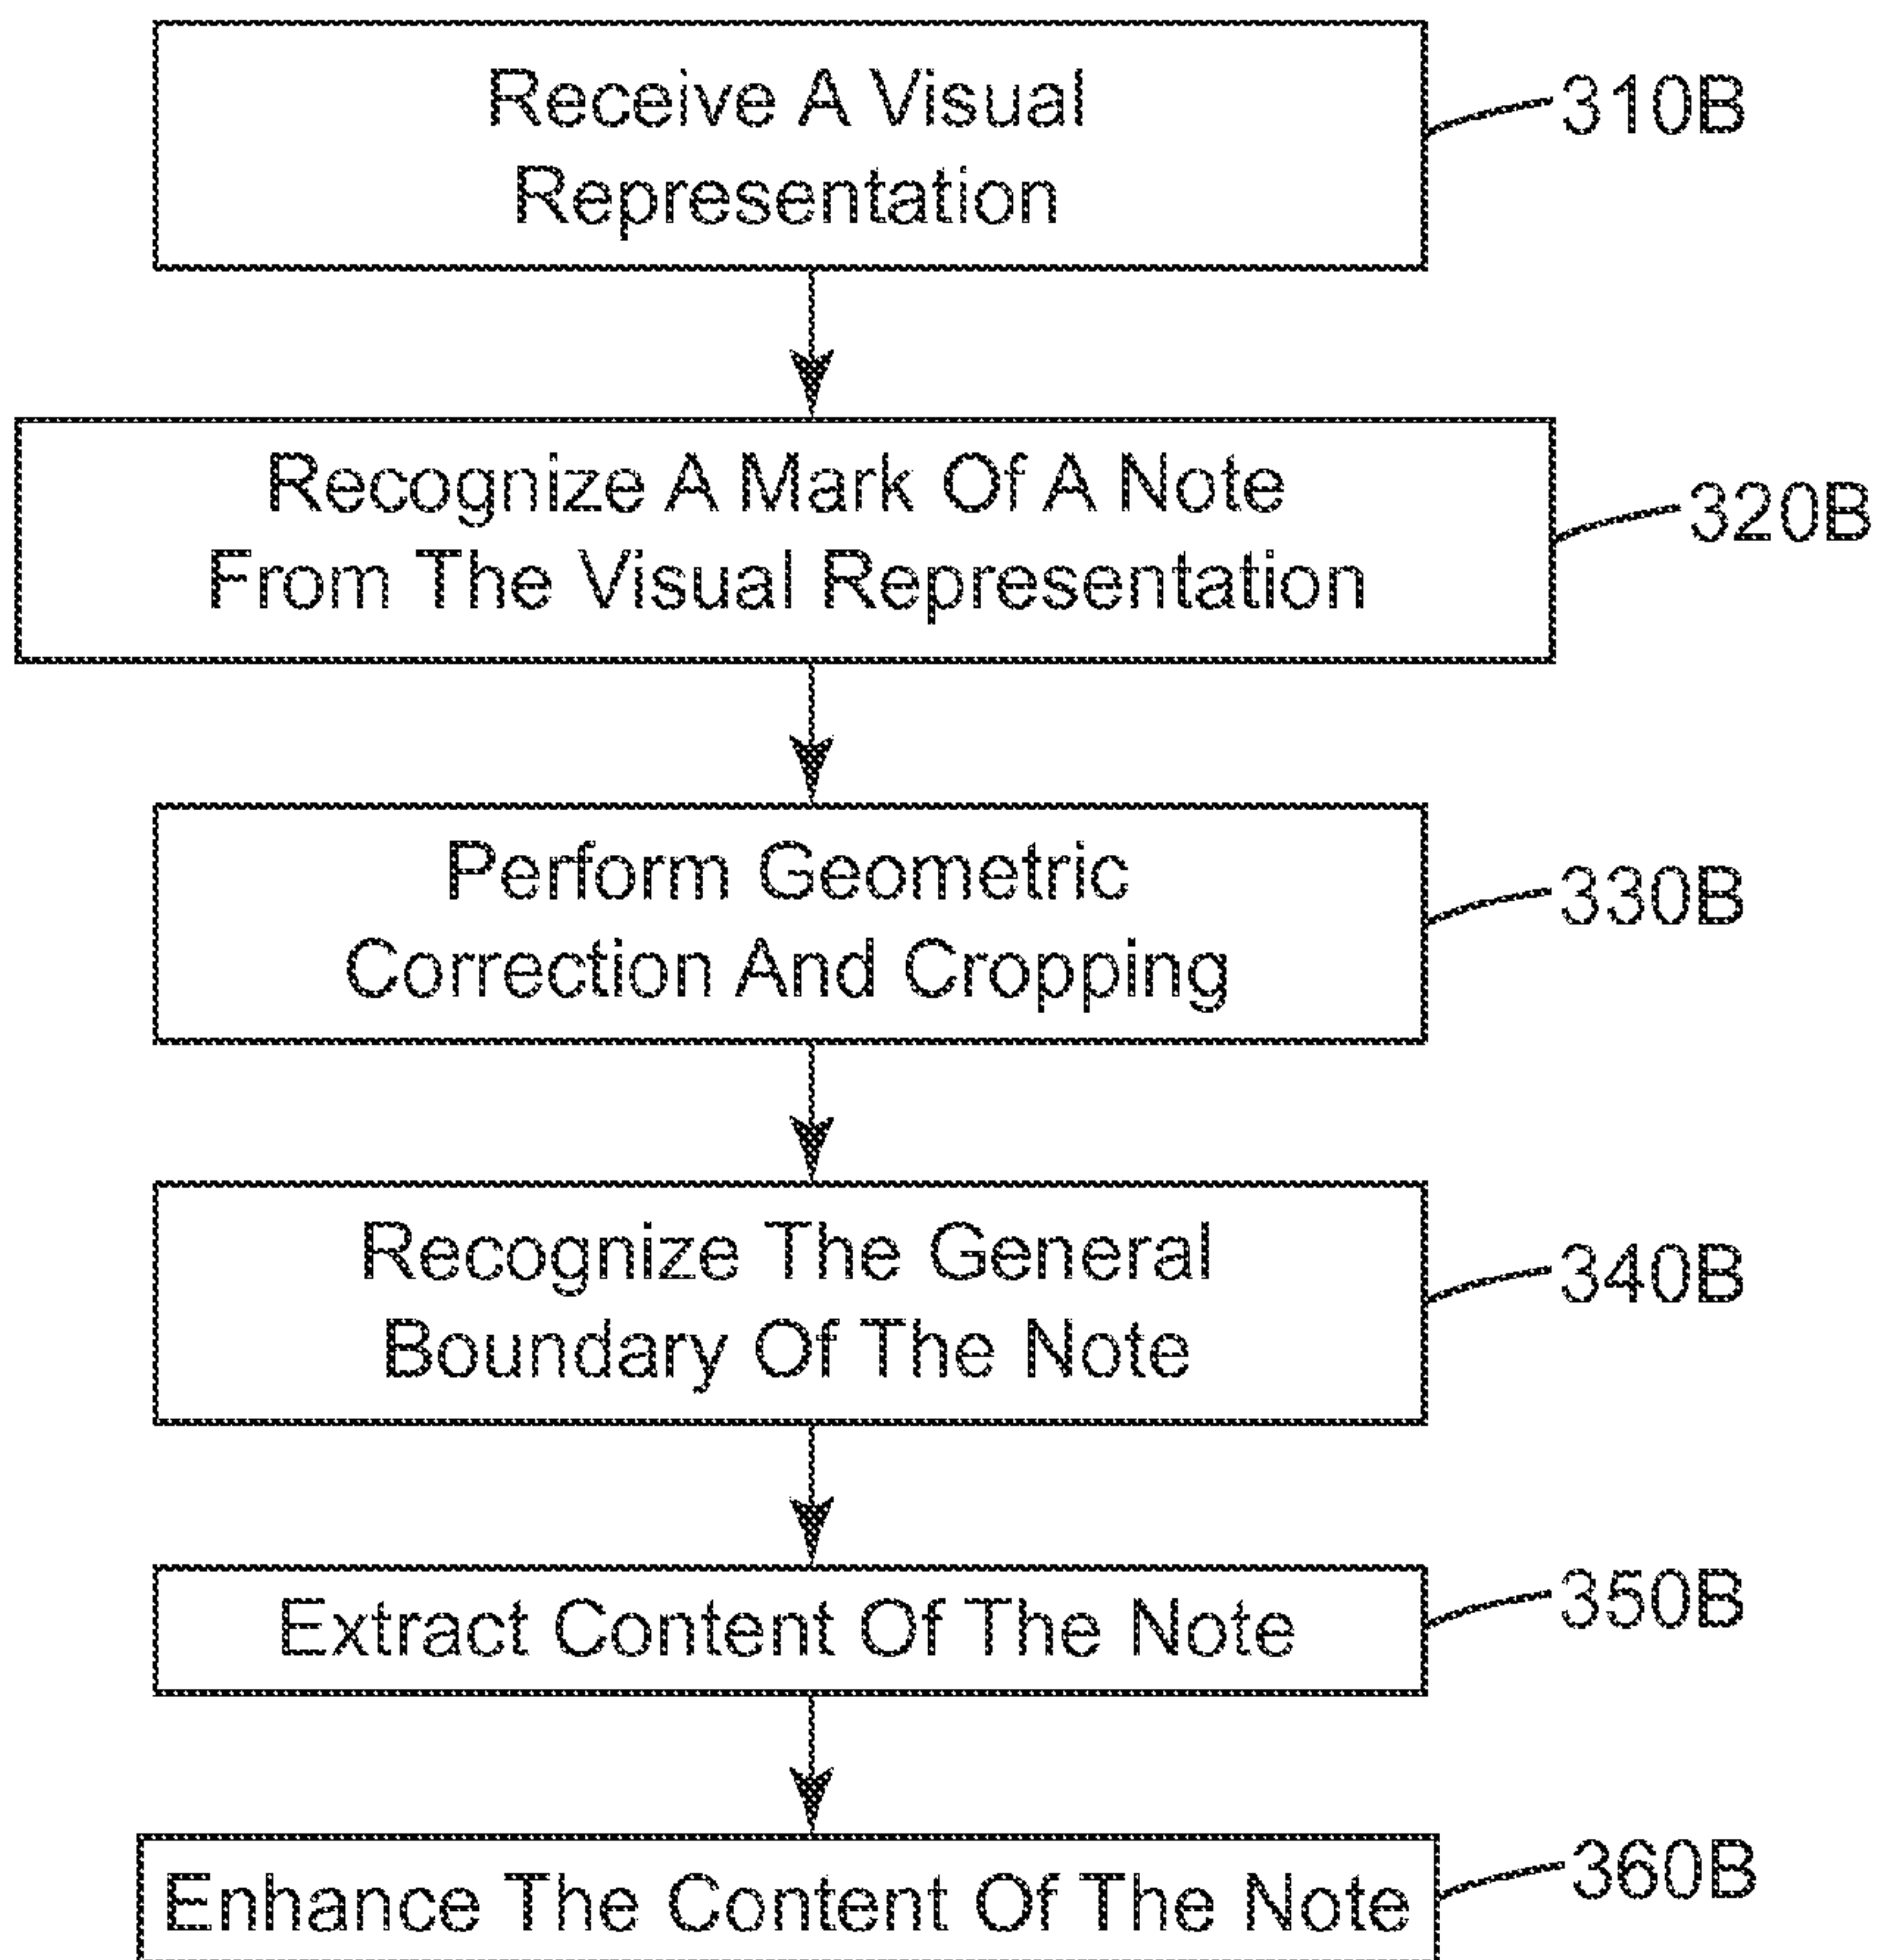 Receive A Visual
Representation
310B
Recognize A Mark Of A Note
From The Visual Representation
320B
Perform Geometric
Correction And Cropping
330B
Recognize The General
Boundary Of The Note
340B
Extract Content Of The Note
350B
Enhance The Content Of The Note
360B